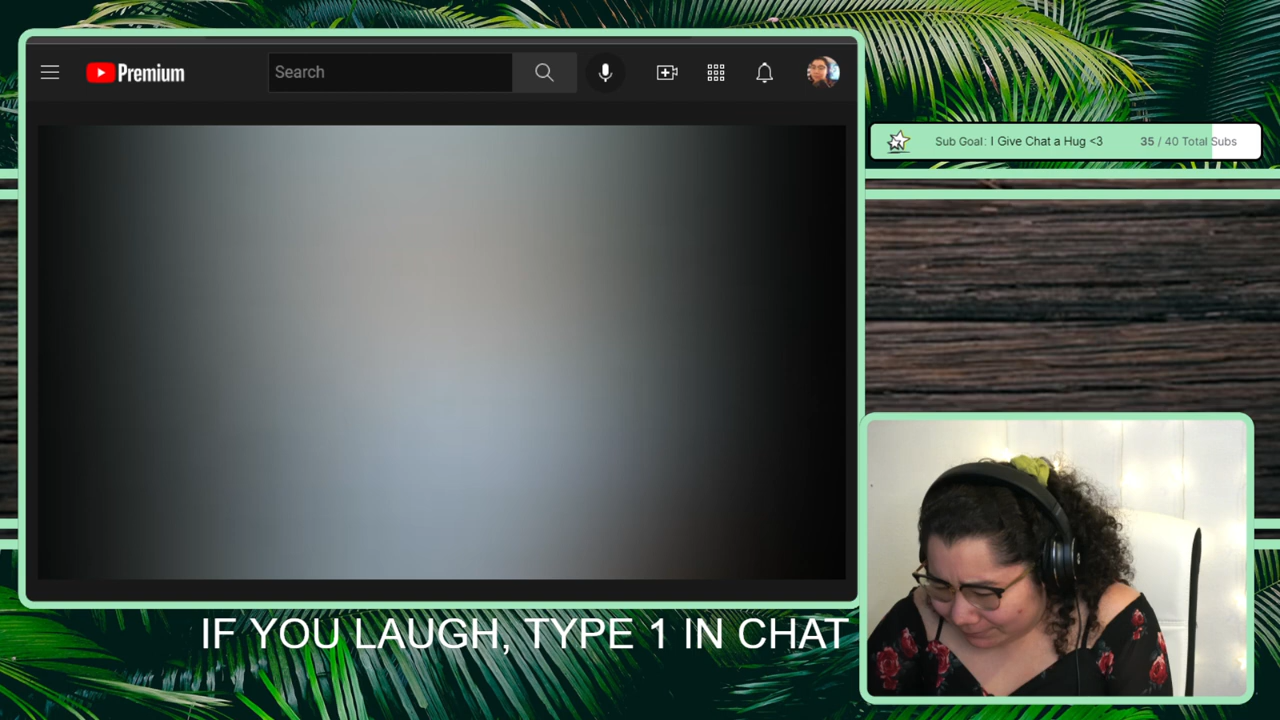 Premium
Search
Sub Goal: I Give Chat a Hug <3 35 / 40 Total Subs
IF YOU LAUGH, TYPE 1 IN CHAT